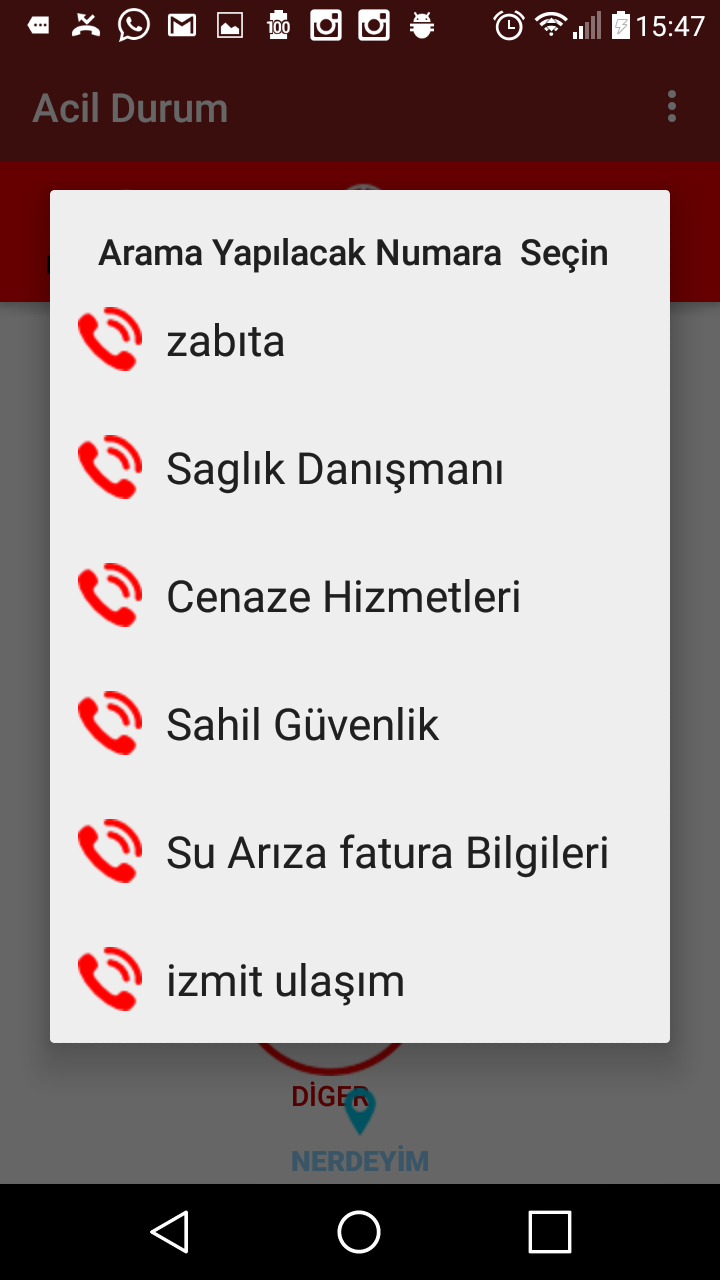 100
15:47
Acil Durum
Arama Yapılacak Numara  Seçin
zabıta
Saglık Danışmanı
Cenaze Hizmetleri
Sahil Güvenlik
Su Arıza fatura Bilgileri
izmit ulaşım
DİGER
NERDEYİM